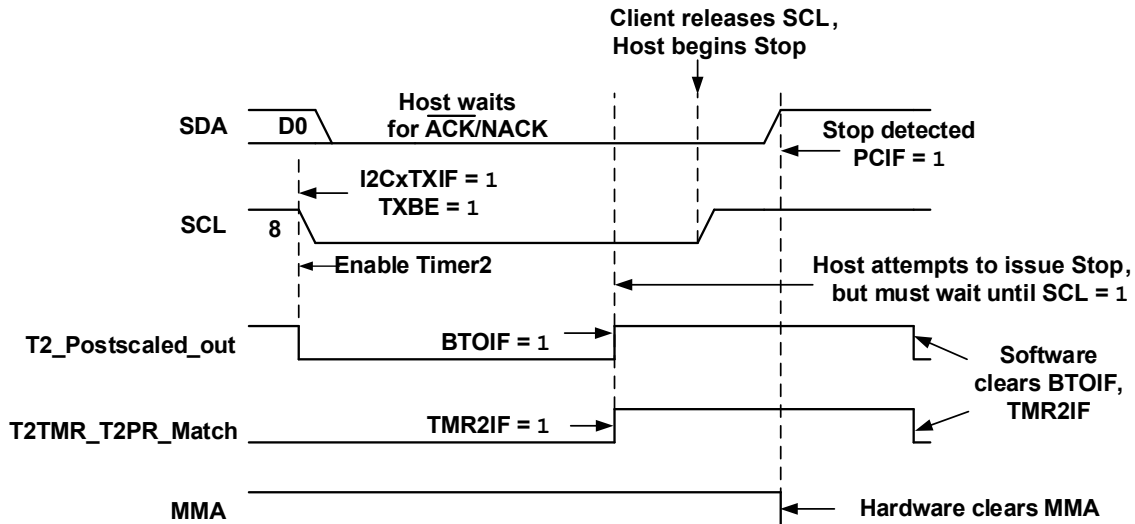 Client releases SCL,
Host begins Stop
SDA
D0
Host waits
for ACK/NACK
Stop detected
PCIF = 1
I2CxTXIF = 1
TXBE = 1
SCL
8
Enable Timer2
Host attempts to issue Stop,
but must wait until SCL = 1
T2_Postscaled_out
BTOIF = 1
Software
clears BTOIF,
TMR2IF
T2TMR_T2PR_Match
TMR2IF = 1
MMA
Hardware clears MMA